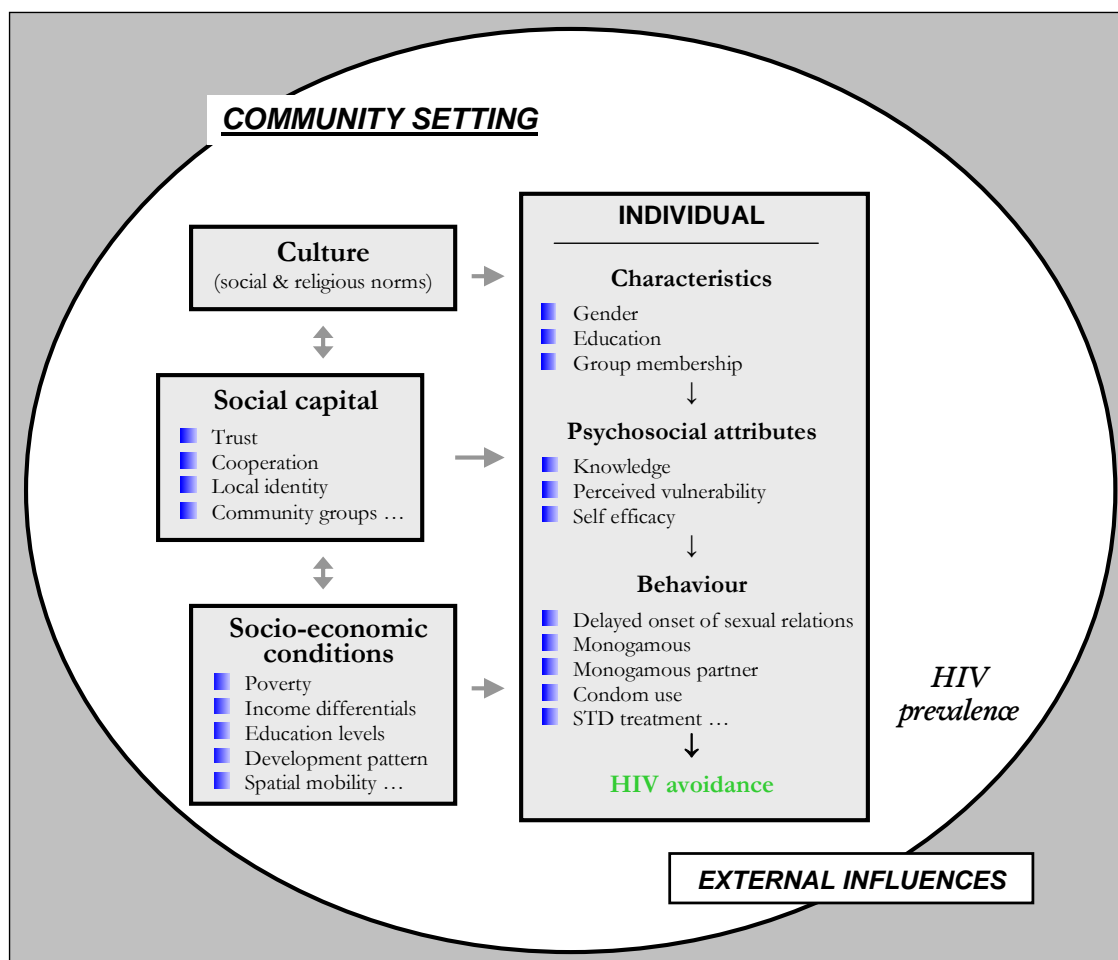 COMMUNITY SETTING
Culture
(social & religious norms)
Social capital
Trust
Cooperation
Local identity
Community groups …
Socio-economic
conditions
Poverty
Income differentials
Education levels
Development pattern
Spatial mobility …
INDIVIDUAL
Characteristics
Gender
Education
Group membership
↓
Psychosocial attributes
Knowledge
Perceived vulnerability
Self efficacy
↓
Behaviour
Delayed onset of sexual relations
Monogamous
Monogamous partner
Condom use
STD treatment …
↓
HIV avoidance
HIV
prevalence
EXTERNAL INFLUENCES